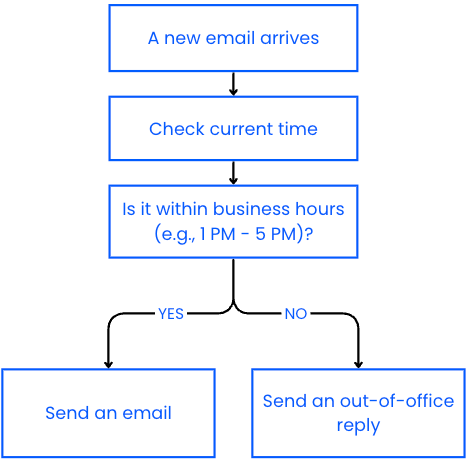 A new email arrives
Check current time
Is it within business hours
(e.g., 1 PM - 5 PM)?
YES
NO
Send an email
Send an out-of-office
reply